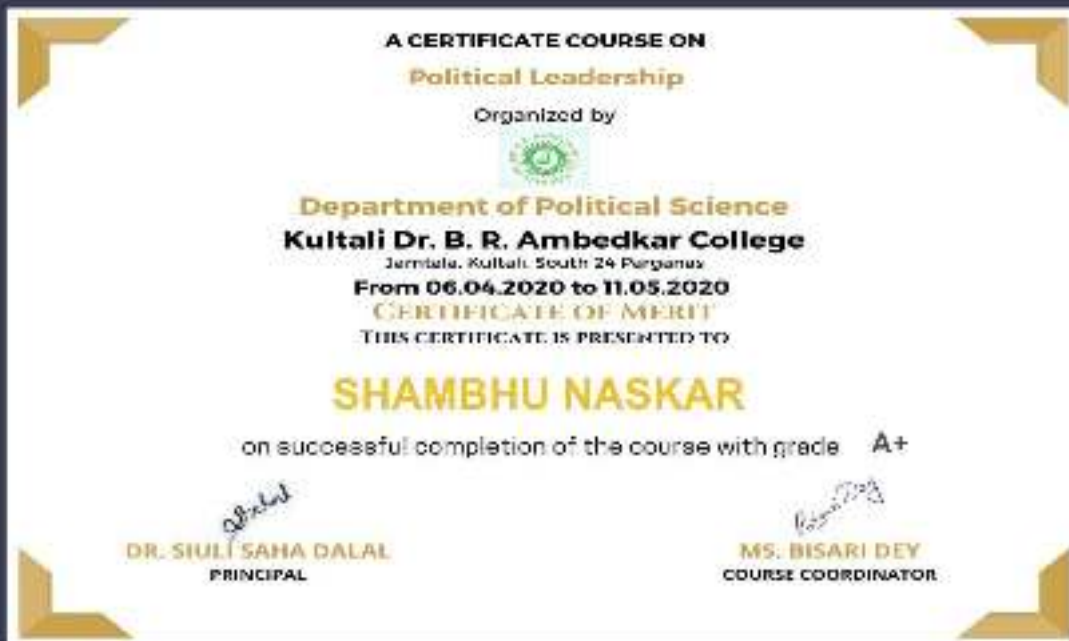 A CERTIFICATE COURSE ON
Political Leadership
Organized by
Department of Political Science
Kultali Dr. B. R. Ambedkar College
Jamtala, Kultali, South 24 Parganas
From 06.04.2020 to 11.05.2020
CERTIFICATE OF MERIT
THIS CERTIFICATE IS PRESENTED TO
SHAMBHU NASKAR
on successful completion of the course with grade A+
DR. SIULI SAHA DALAL
PRINCIPAL
MS. BISARI DEY
COURSE COORDINATOR